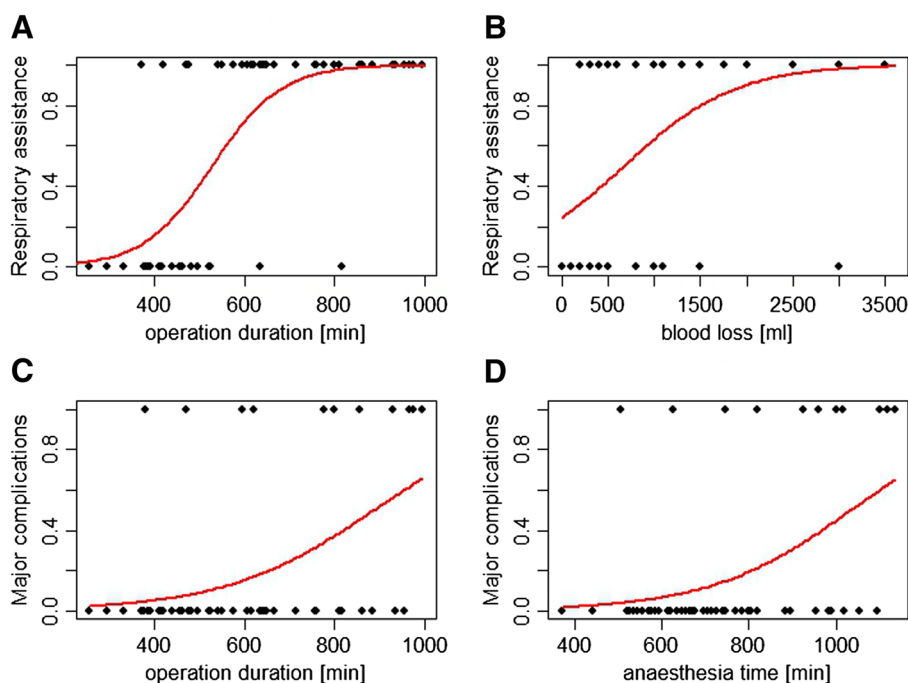 A
Respiratory assistance
0.0 0.4 0.8
400 600 800 1000
operation duration [min]
B
Respiratory assistance
0.0 0.4 0.8
0 500 1500 2500 3500
blood loss [ml]
C
Major complications
0.0 0.4 0.8
400 600 800 1000
operation duration [min]
D
Major complications
0.0 0.4 0.8
400 600 800 1000
anaesthesia time [min]